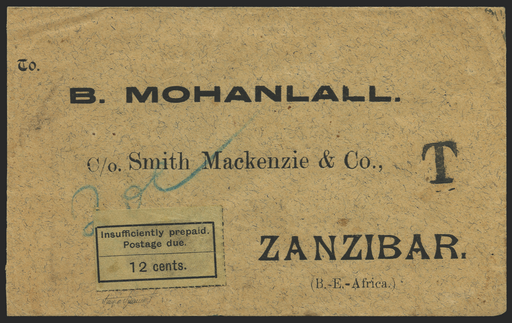 To.
B. MOHANLALL.
C/o. Smith Mackenzie & Co.,
T
Insufficiently prepaid.
Postage due.
12 cents.
ZANZIBAR.
(B.-E.-Africa.)